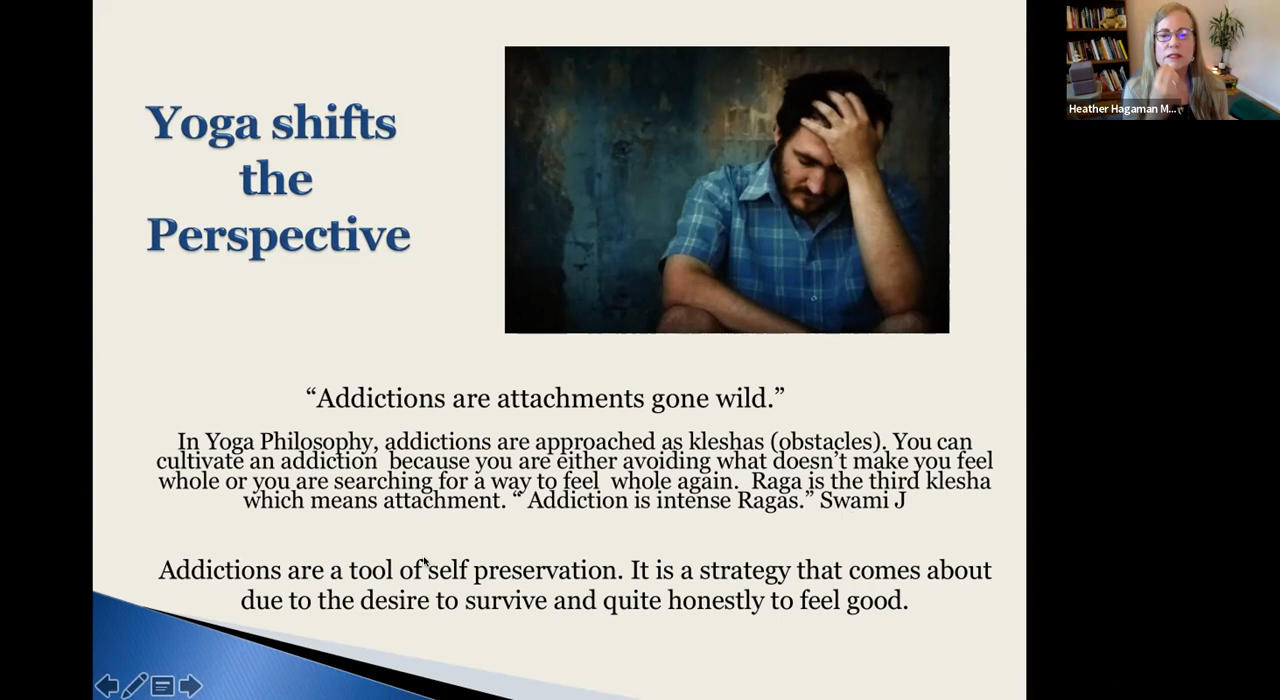 Yoga shifts
the
Perspective
“Addictions are attachments gone wild.”
In Yoga Philosophy, addictions are approached as kleshas (obstacles). You can
cultivate an addiction  because you are either avoiding what doesn’t make you feel
whole or you are searching for a way to feel  whole again.  Raga is the third klesha
which means attachment. “ Addiction is intense Ragas.” Swami J
Addictions are a tool of self preservation. It is a strategy that comes about
due to the desire to survive and quite honestly to feel good.
Heather Hagaman M...